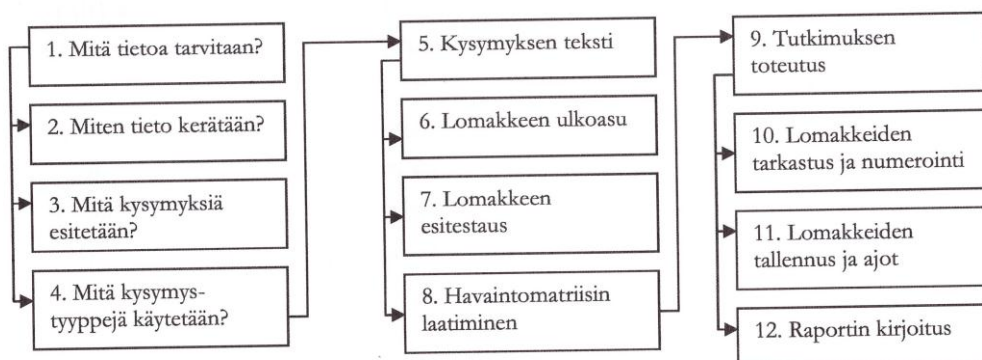 1. Mitä tietoa tarvitaan?
2. Miten tieto kerätään?
3. Mitä kysymyksiä
esitetään?
4. Mitä kysymys-
tyyppejä käytetään?
5. Kysymyksen teksti
6. Lomakkeen ulkoasu
7. Lomakkeen
esitestaus
8. Havaintomatriisin
laatiminen
9. Tutkimuksen
toteutus
10. Lomakkeiden
tarkastus ja numerointi
11. Lomakkeiden
tallennus ja ajot
12. Raportin kirjoitus